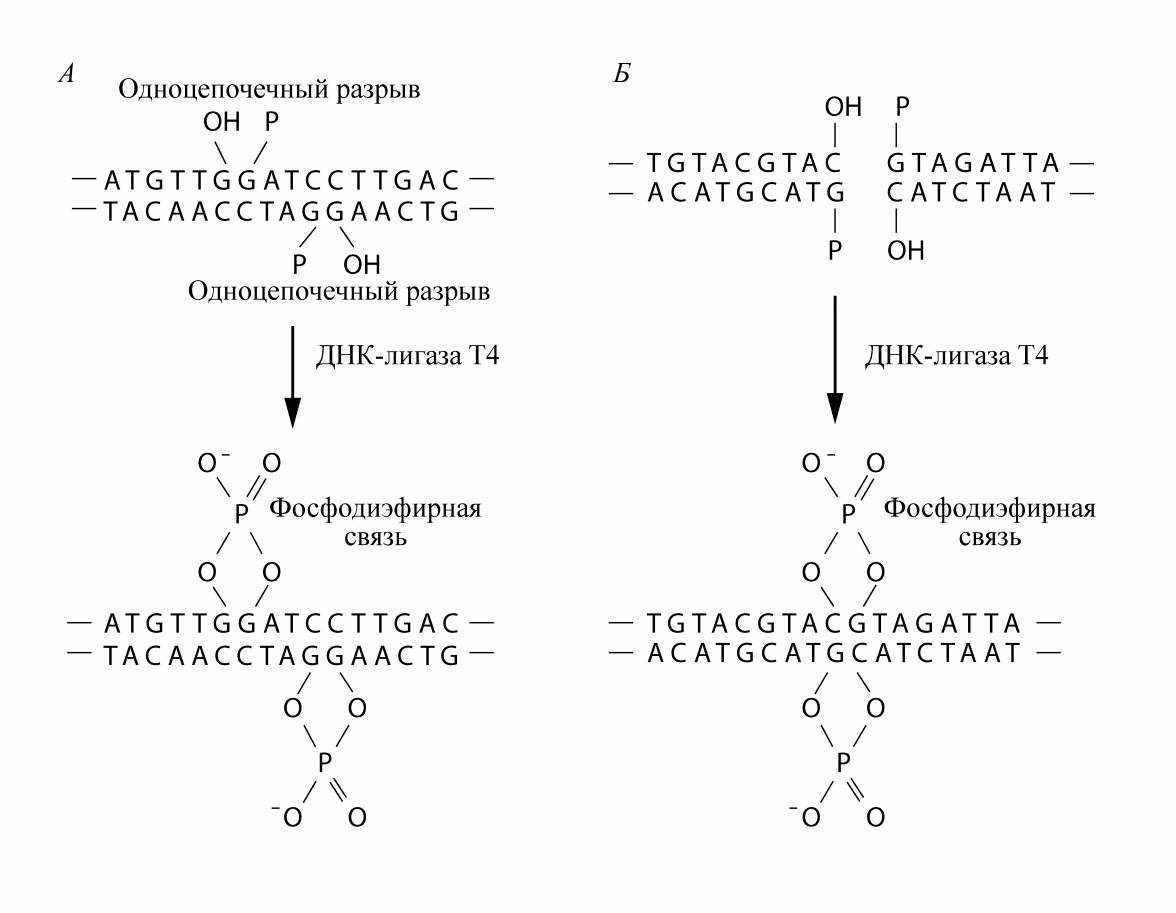 А
Одноцепочечный разрыв
OH P
— ATGTTGGATCCTTGAC —
— TACAACCTAGGAACTG —
P OH
Одноцепочечный разрыв
ДНК-лигаза Т4
O⁻ O
P Фосфодиэфирная
связь
O O
— ATGTTGGATCCTTGAC —
— TACAACCTAGGAACTG —
O O
P
⁻O O
Б
OH P
— TGTACGTAC GTAGATTA —
— ACATGCATG CATCTAAT —
P OH
ДНК-лигаза Т4
O⁻ O
P Фосфодиэфирная
связь
O O
— TGTACGTACGTAGATTA —
— ACATGCATGCATCTAAT —
O O
P
⁻O O